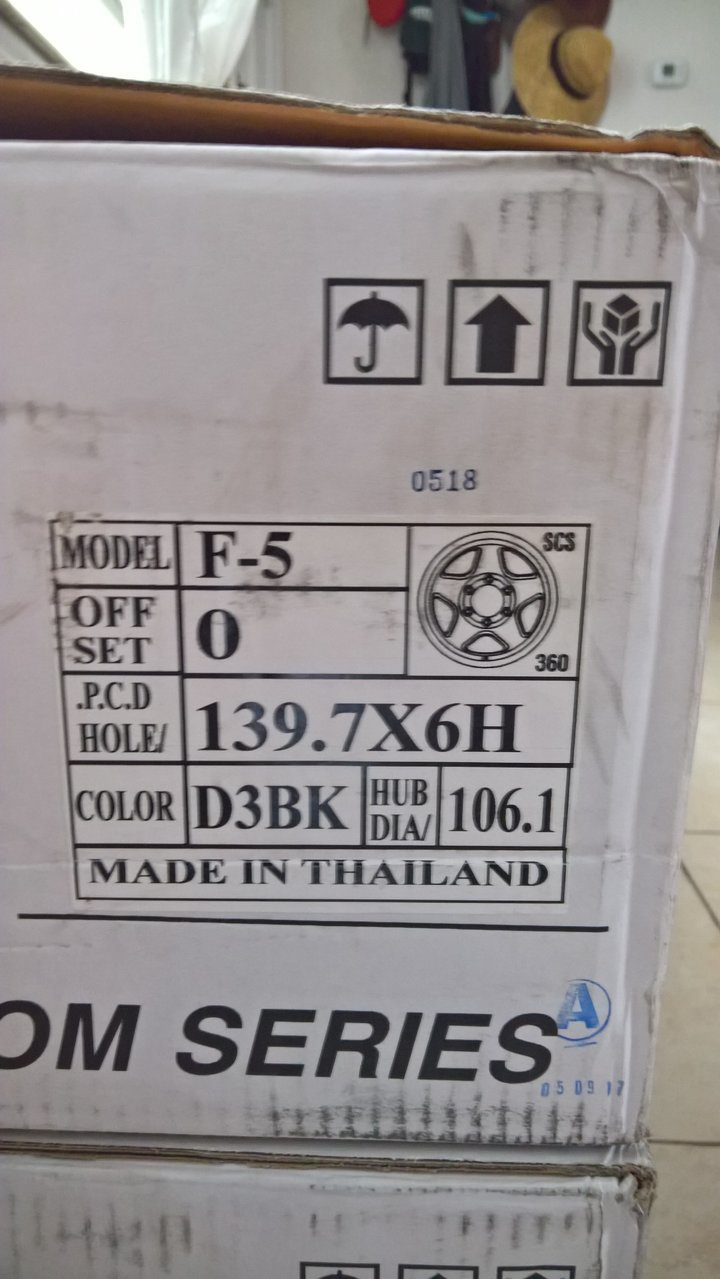 0518
MODEL F-5
SCS
OFF SET 0
360
.P.C.D HOLE/ 139.7X6H
COLOR D3BK HUB DIA/ 106.1
MADE IN THAILAND
OM SERIES
A
05 09 17